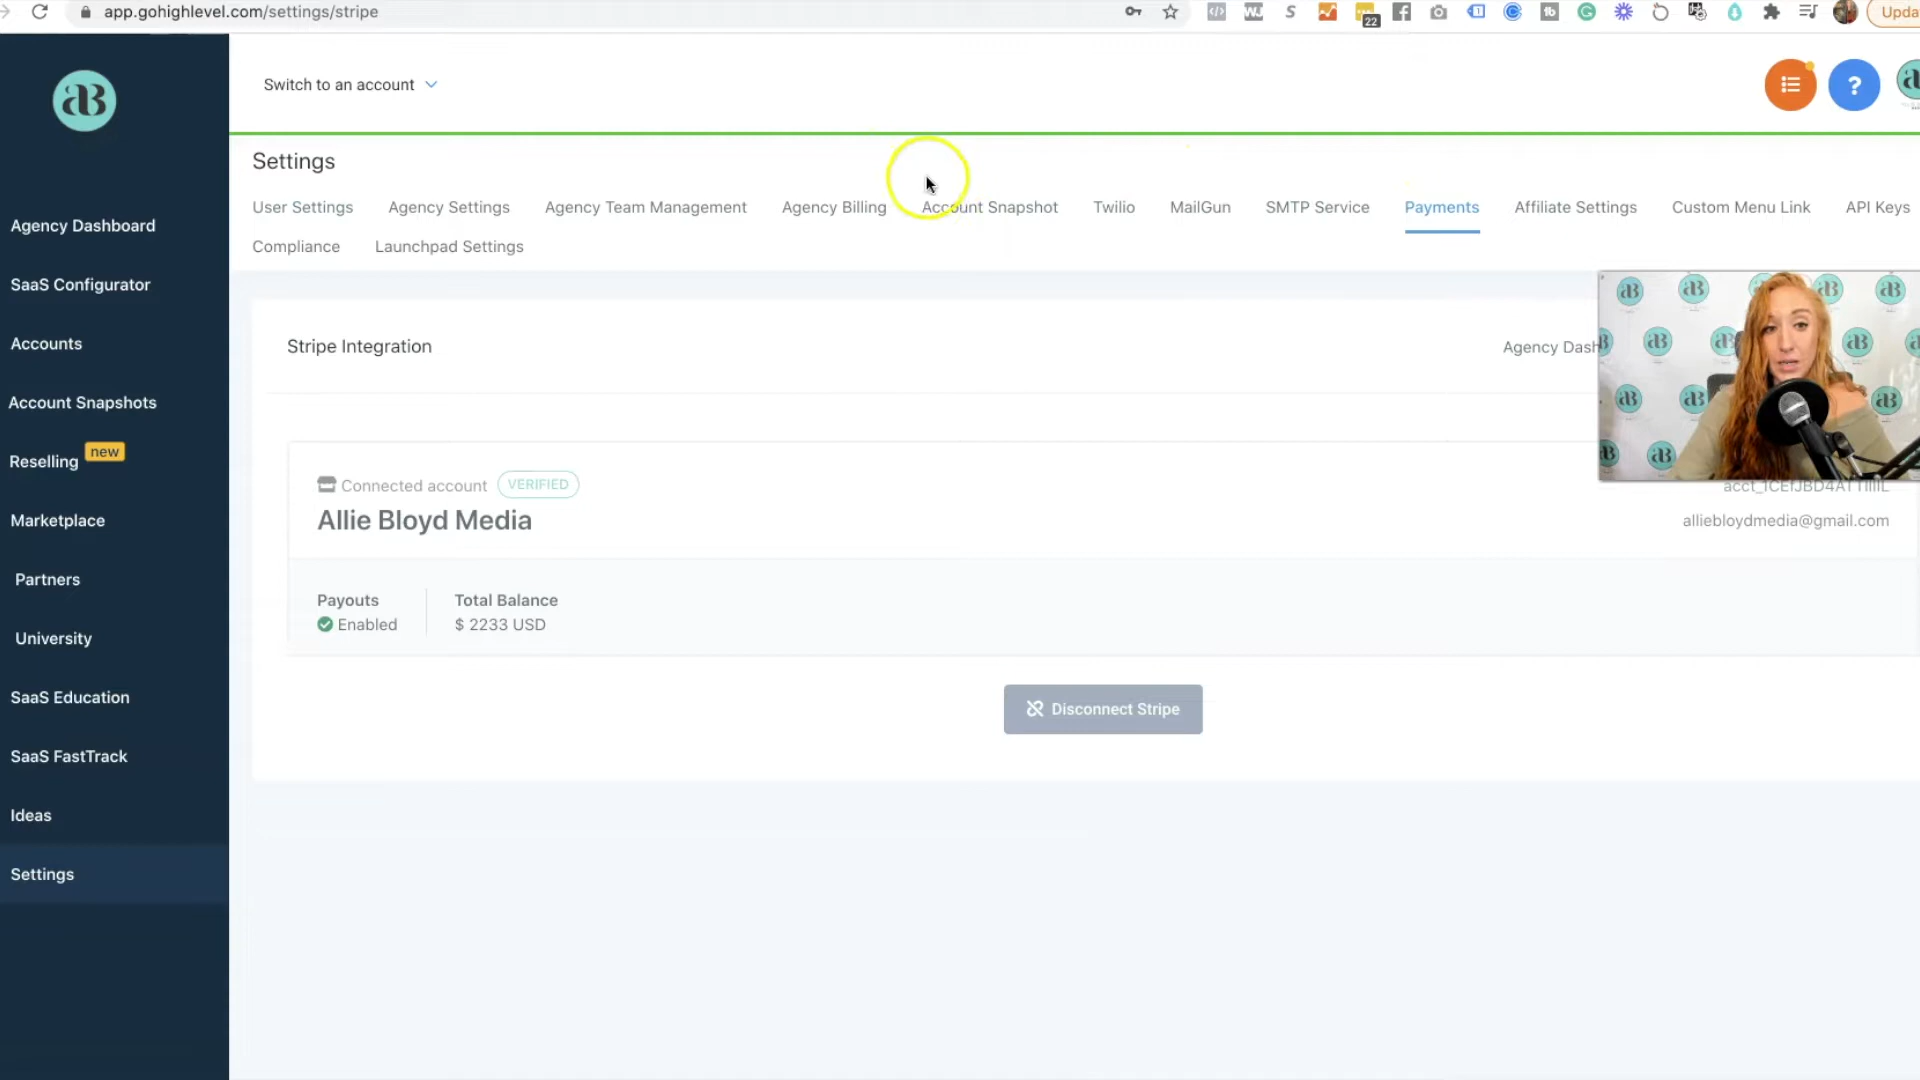 app.gohighlevel.com/settings/stripe
22
Upda
aB
Switch to an account
?
Settings
User Settings Agency Settings Agency Team Management Agency Billing Account Snapshot Twilio MailGun SMTP Service Payments Affiliate Settings Custom Menu Link API Keys
Compliance Launchpad Settings
Agency Dashboard
SaaS Configurator
Accounts
Account Snapshots
Reselling new
Marketplace
Partners
University
SaaS Education
SaaS FastTrack
Ideas
Settings
Stripe Integration
Agency Dash
Connected account VERIFIED
Allie Bloyd Media
alliebloydmedia@gmail.com
Payouts Total Balance
Enabled $ 2233 USD
Disconnect Stripe